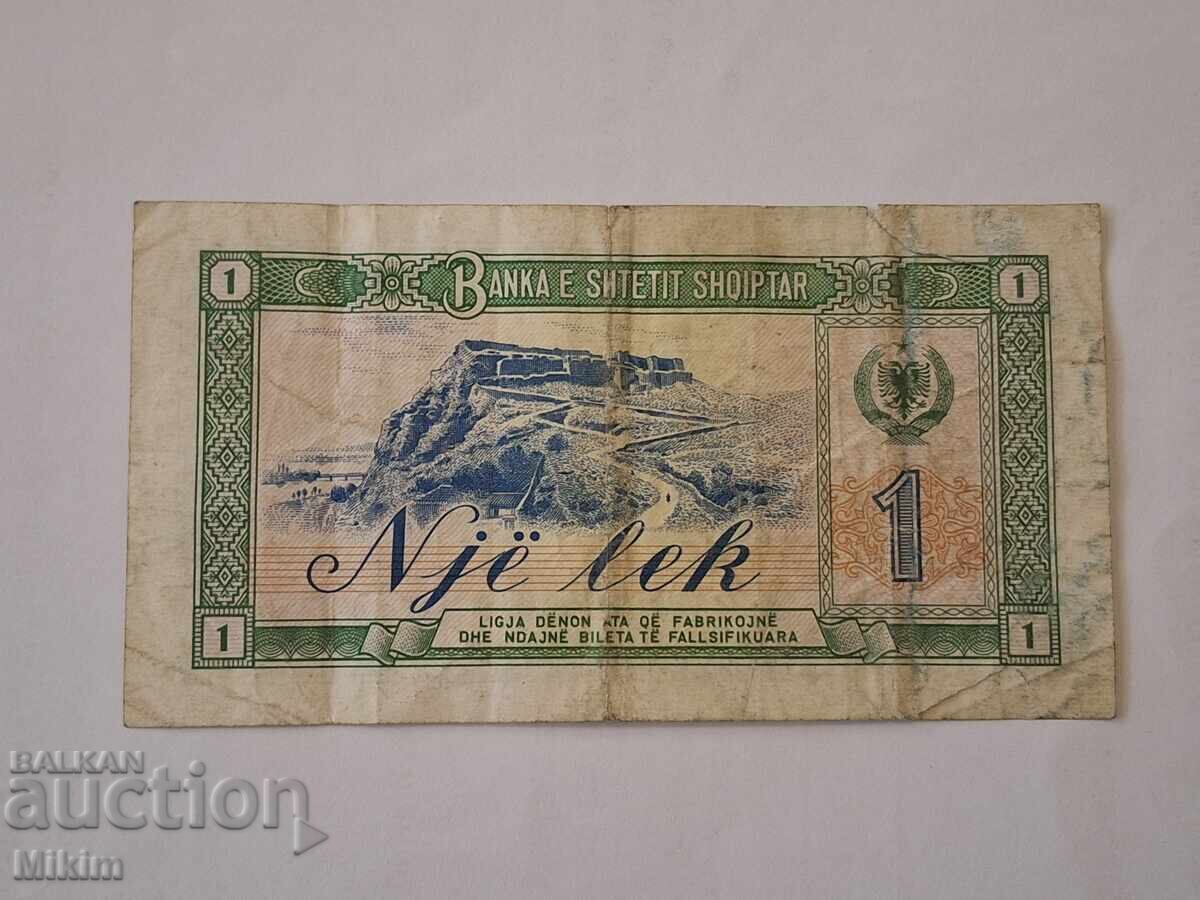 1
BANKA E SHTETIT SHQIPTAR
1
1
Një lek
LIGJA DËNON ATA QË FABRIKOJNË
DHE NDAJNË BILETA TË FALLSIFIKUARA
1
1
BALKAN
auction
Mikim